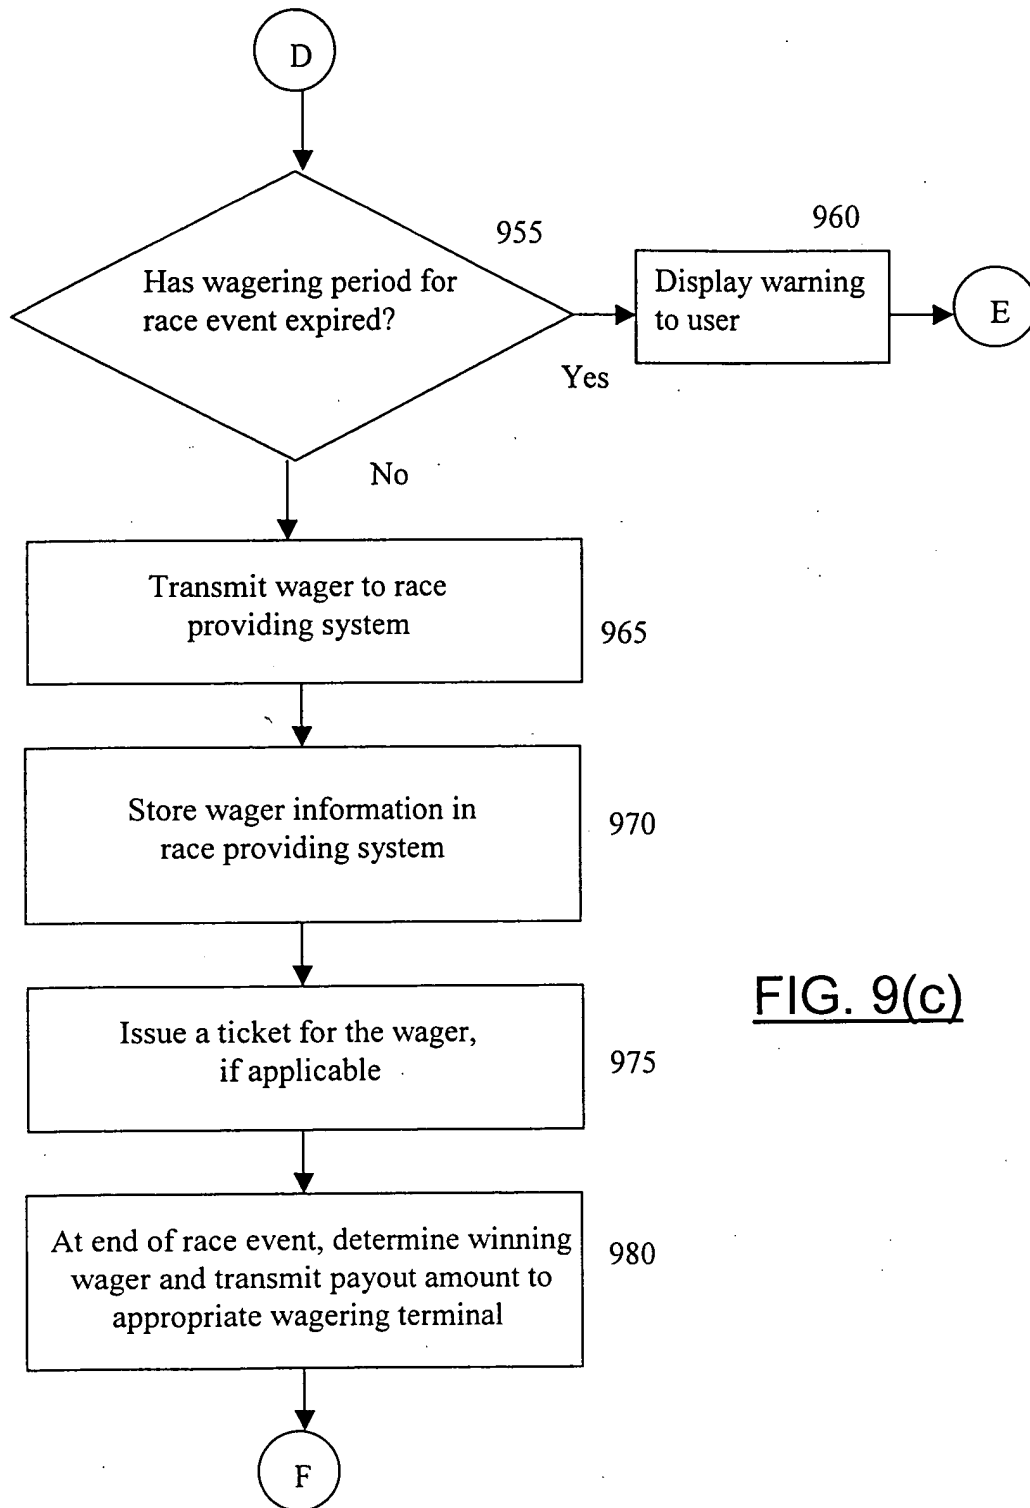 D
955
960
Has wagering period for
race event expired?
Display warning
to user
E
Yes
No
Transmit wager to race
providing system
965
Store wager information in
race providing system
970
Issue a ticket for the wager,
if applicable
975
FIG. 9(c)
At end of race event, determine winning
wager and transmit payout amount to
appropriate wagering terminal
980
F